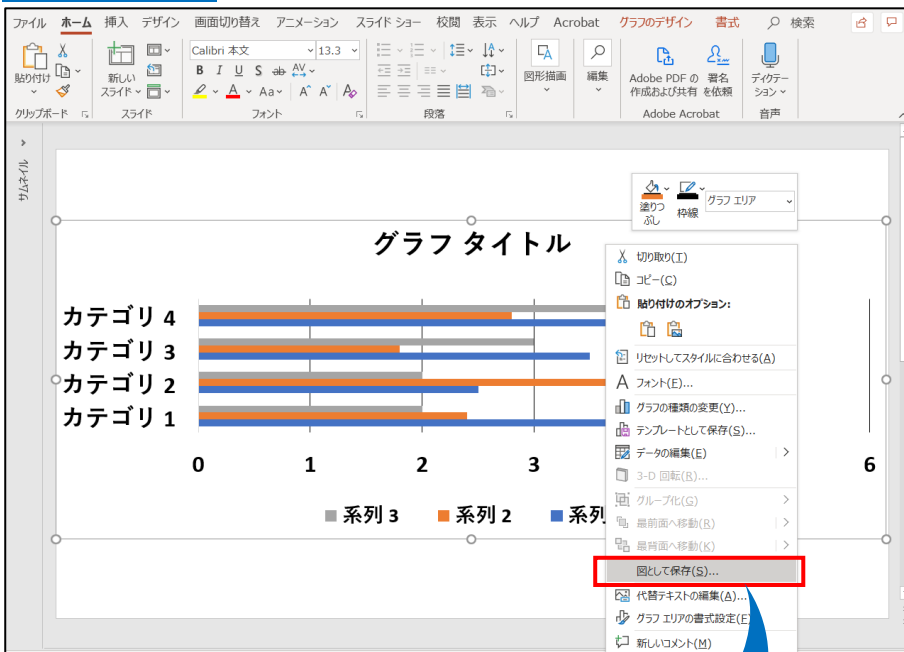 ファイル ホーム 挿入 デザイン 画面切り替え アニメーション スライド ショー 校閲 表示 ヘルプ Acrobat グラフのデザイン 書式 検索
Calibri 本文 13.3
B I U S ab AV
A Aa A A A
貼り付け
新しい
スライド
図形描画
編集
Adobe PDF の
作成および共有
署名
を依頼
ディクテー
ション
クリップボード スライド フォント 段落 Adobe Acrobat 音声
サムネイル
塗りつ
ぶし
枠線
グラフ エリア
グラフ タイトル
カテゴリ 4
カテゴリ 3
カテゴリ 2
カテゴリ 1
0 1 2 3 6
系列 3 系列 2 系列
切り取り(T)
コピー(C)
貼り付けのオプション:
リセットしてスタイルに合わせる(A)
A フォント(F)...
グラフの種類の変更(Y)...
テンプレートとして保存(S)...
データの編集(E)
3-D 回転(R)...
グループ化(G)
最前面へ移動(R)
最背面へ移動(K)
図として保存(S)...
代替テキストの編集(A)...
グラフ エリアの書式設定(F
新しいコメント(M)